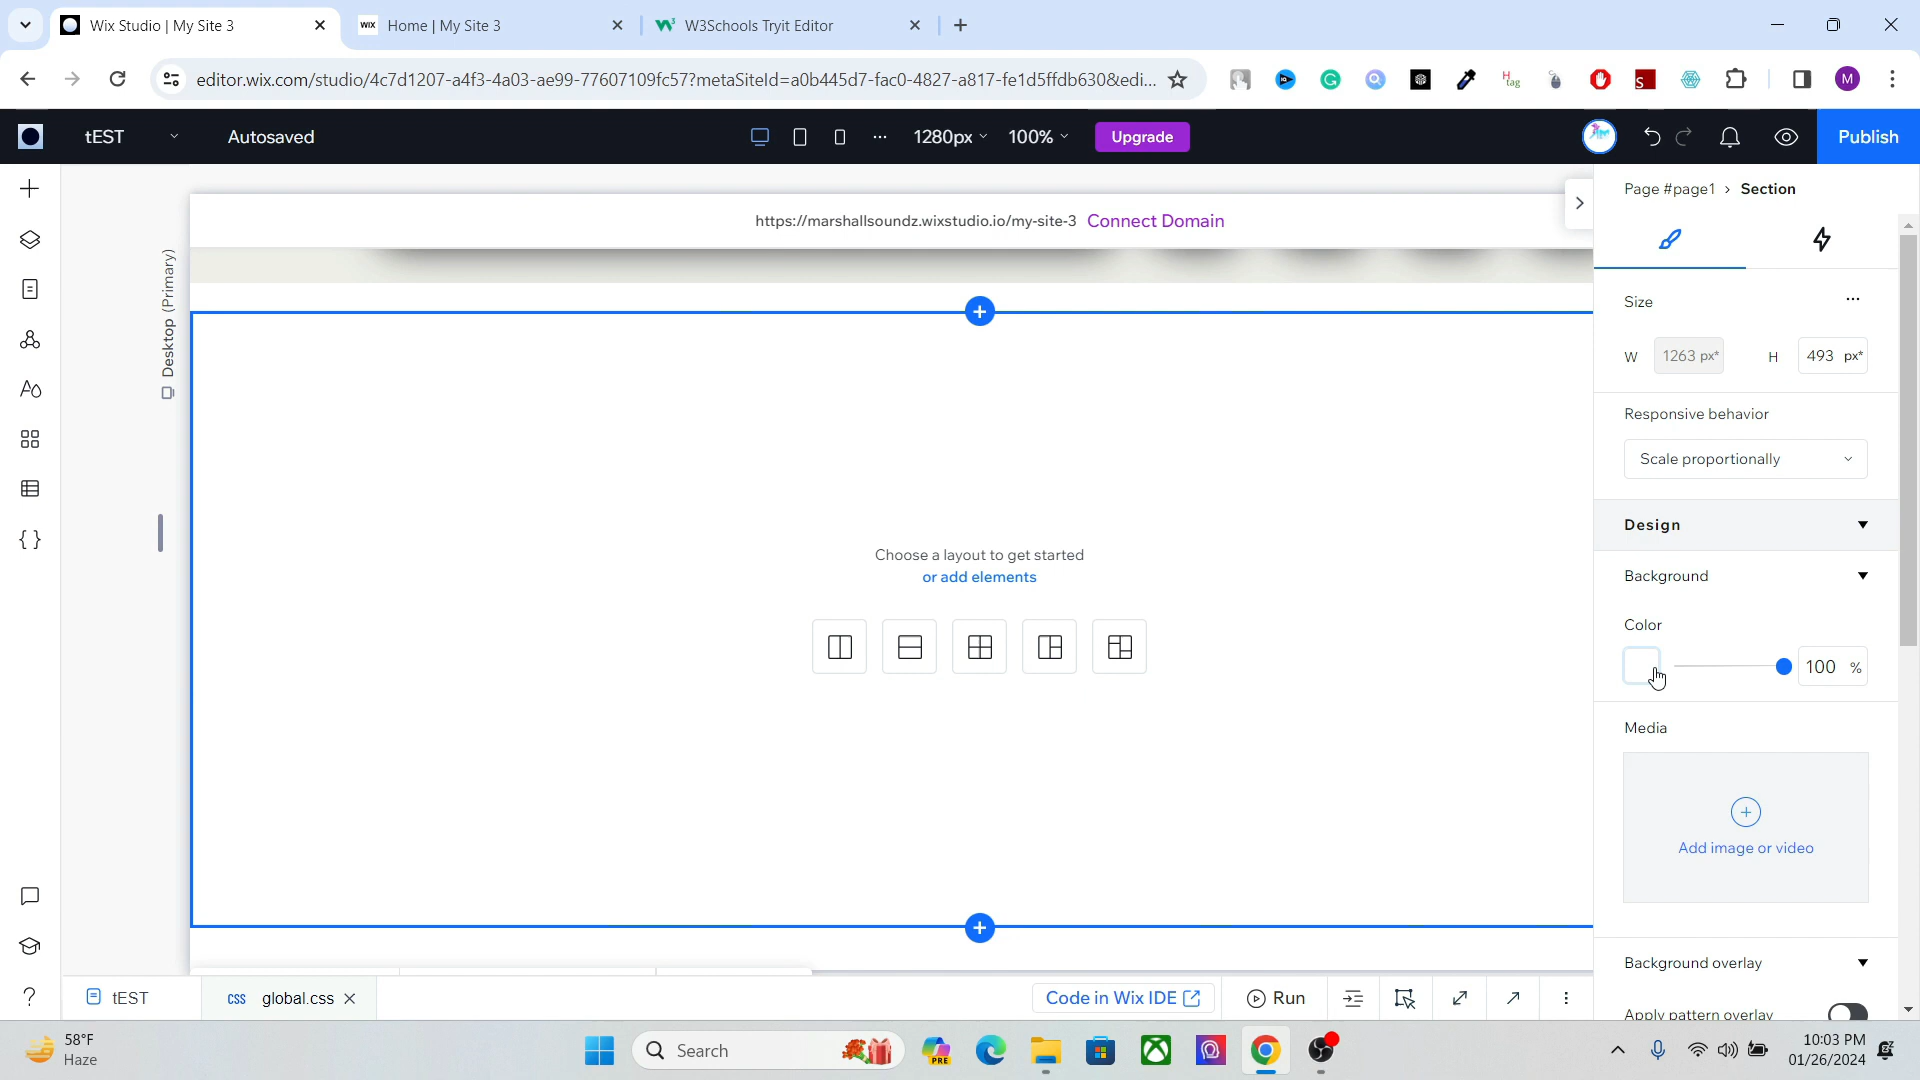 Wix Studio | My Site 3
WIX Home | My Site 3
W3Schools Tryit Editor
editor.wix.com/studio/4c7d1207-a4f3-4a03-ae99-77607109fc57?metaSiteId=a0b445d7-fac0-4827-a817-fe1d5ffdb630&edi...
M
tEST
Autosaved
1280px
100%
Upgrade
Publish
https://marshallsoundz.wixstudio.io/my-site-3 Connect Domain
Desktop (Primary)
Choose a layout to get started
or add elements
Page #page1 › Section
Size
W 1263 px*
H 493 px*
Responsive behavior
Scale proportionally
Design
Background
Color
100 %
Media
Add image or video
Background overlay
Apply pattern overlay
tEST
css global.css
Code in Wix IDE
Run
58°F
Haze
Search
PRE
10:03 PM
01/26/2024